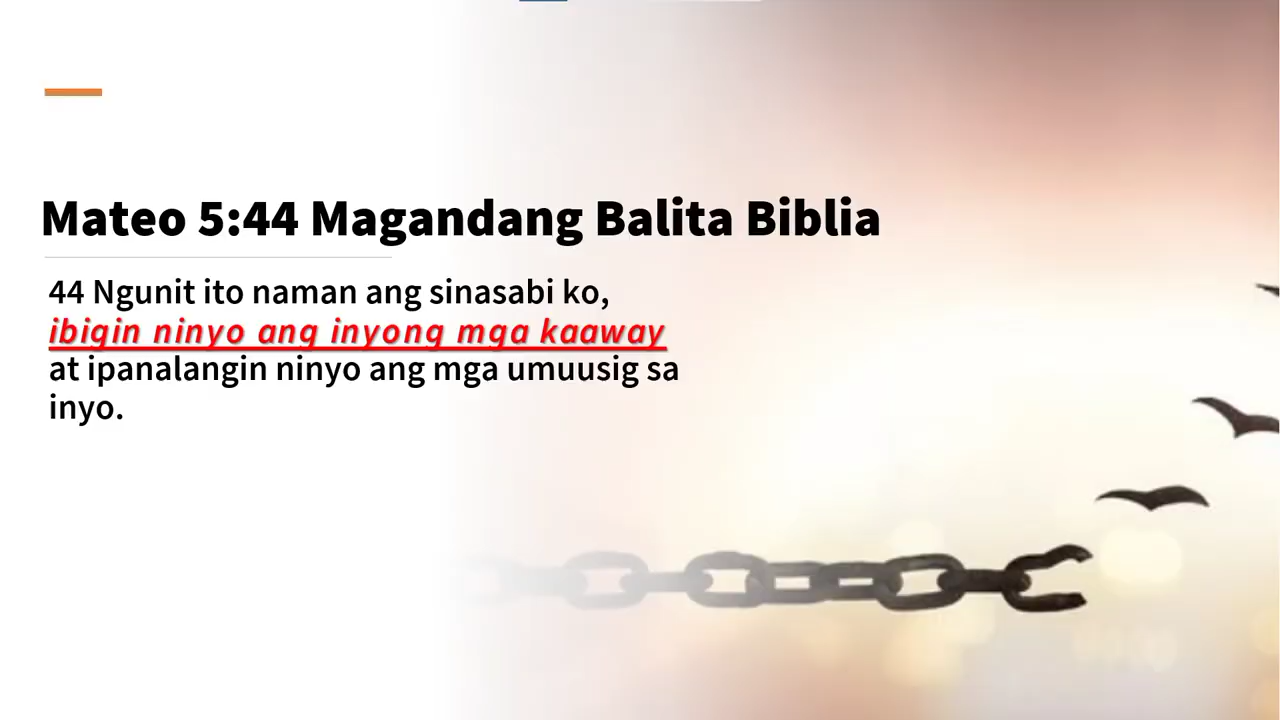 Mateo 5:44 Magandang Balita Biblia
44 Ngunit ito naman ang sinasabi ko,
ibigin ninyo ang inyong mga kaaway
at ipanalangin ninyo ang mga umuusig sa
inyo.